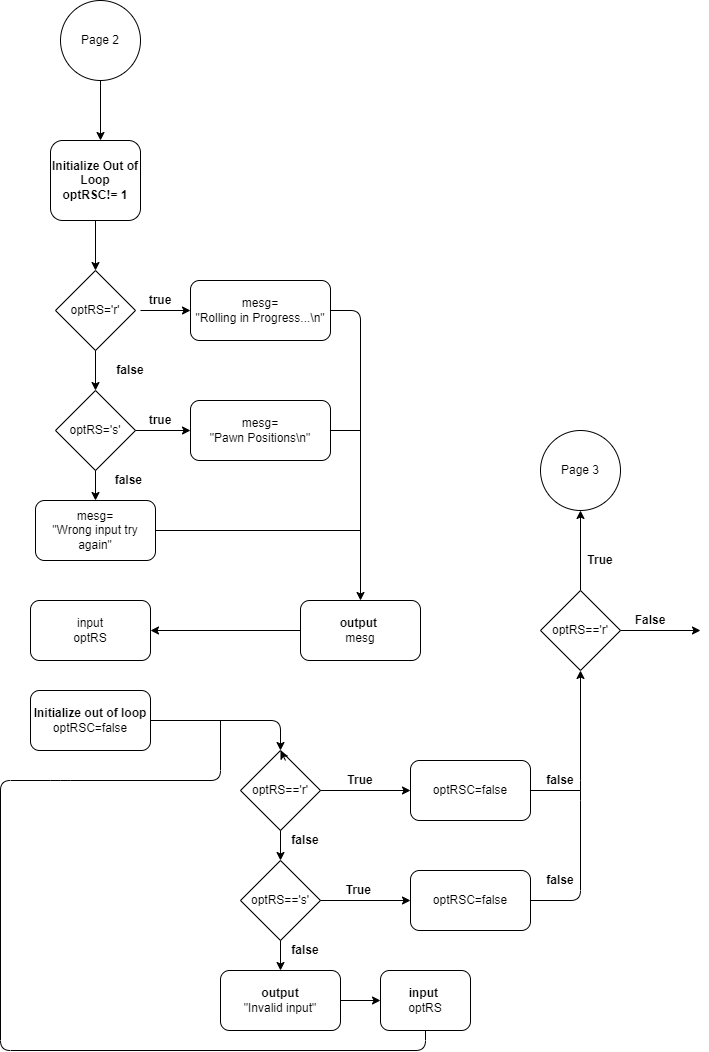 Page 2
Initialize Out of
Loop
optRSC!= 1
optRS='r'
true
mesg=
"Rolling in Progress...\n"
false
optRS='s'
true
mesg=
"Pawn Positions\n"
false
mesg=
"Wrong input try
again"
Page 3
True
input
optRS
output
mesg
optRS=='r'
False
Initialize out of loop
optRSC=false
optRS=='r'
True
optRSC=false
false
false
optRS=='s'
True
optRSC=false
false
false
output
"Invalid input"
input
optRS